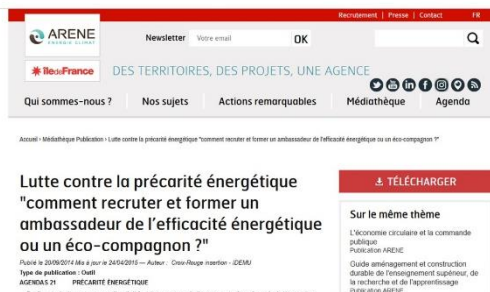 Recrutement | Presse | Contact FR
ARENE
ENERGIE CLIMAT
Newsletter Votre email OK
îledeFrance
DES TERRITOIRES, DES PROJETS, UNE AGENCE
Qui sommes-nous ? Nos sujets Actions remarquables Médiathèque Agenda
Accueil › Médiathèque Publication › Lutte contre la précarité énergétique "comment recruter et former un ambassadeur de l'efficacité énergétique ou un éco-compagnon ?"
Lutte contre la précarité énergétique
"comment recruter et former un
ambassadeur de l'efficacité énergétique
ou un éco-compagnon ?"
Publié le 20/09/2014 Mis à jour le 24/04/2015 — Auteur : Croix-Rouge insertion - IDEMU
Type de publication : Outil
AGENDAS 21 PRÉCARITÉ ÉNERGÉTIQUE
TÉLÉCHARGER
Sur le même thème
L'économie circulaire et la commande
publique
Publication ARENE
Guide aménagement et construction
durable de l'enseignement supérieur, de
la recherche et de l'apprentissage
Publication ARENE